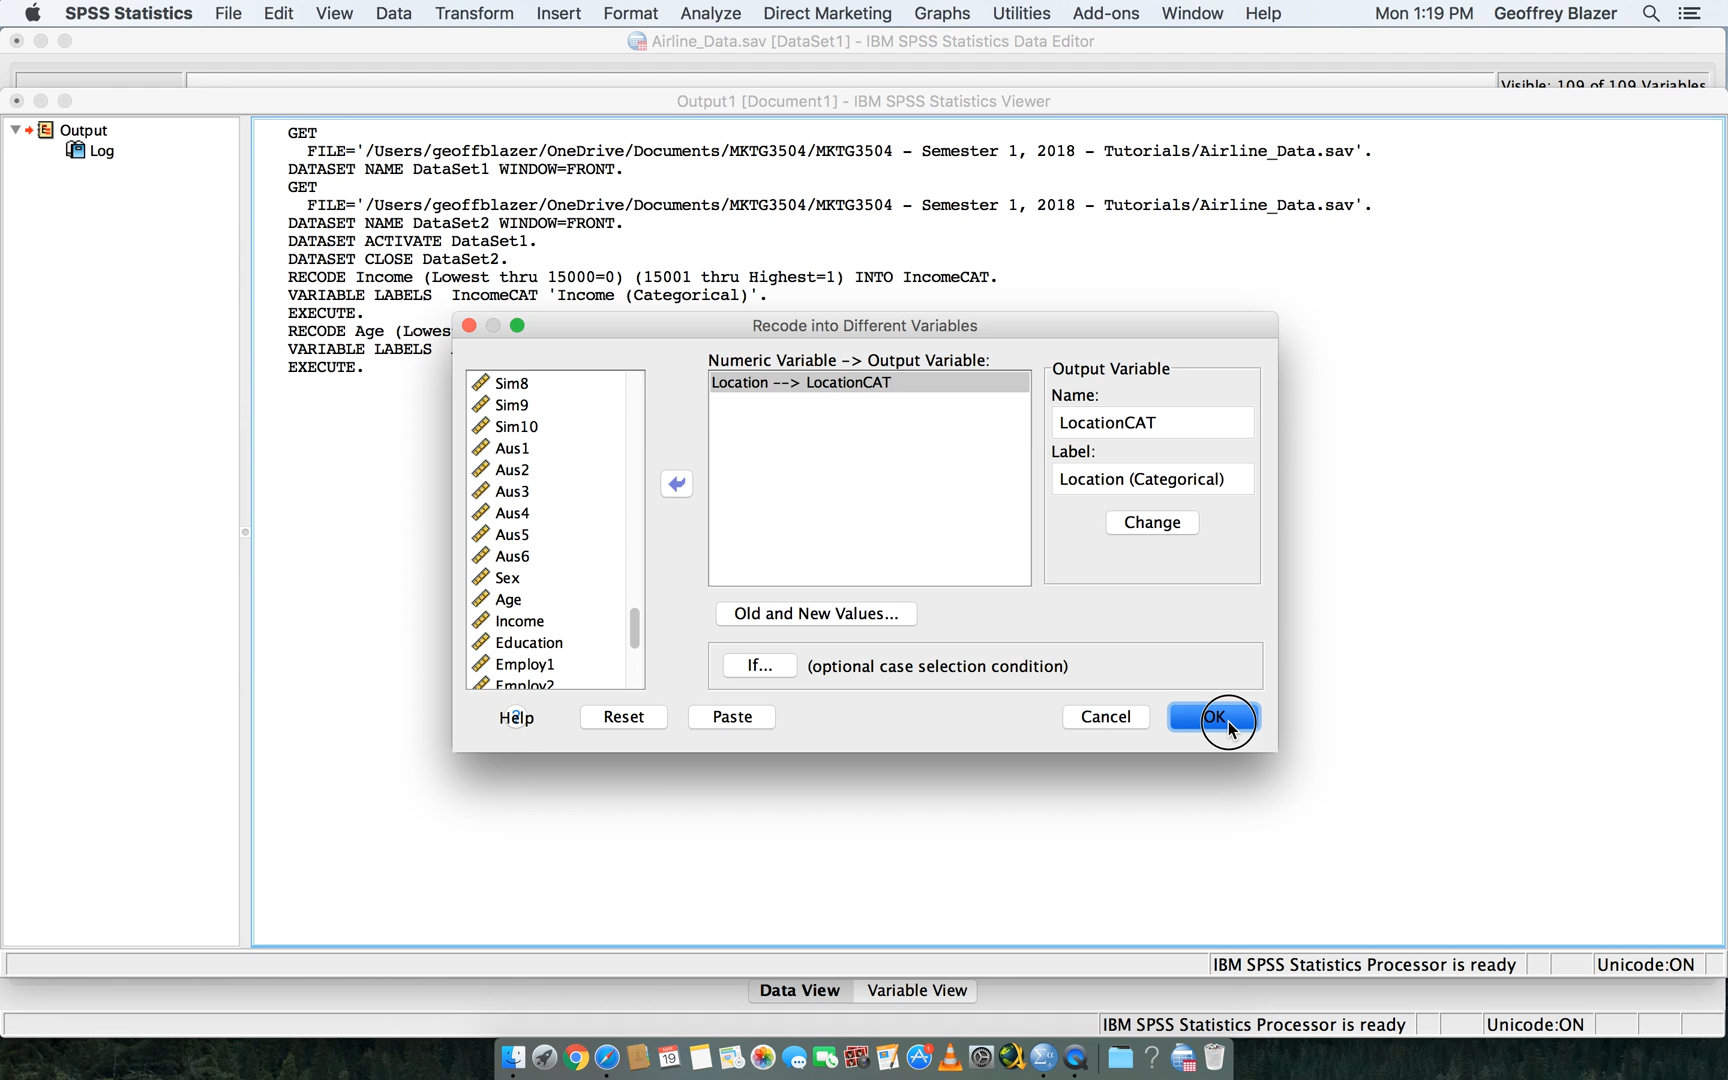 SPSS Statistics File Edit View Data Transform Insert Format Analyze Direct Marketing Graphs Utilities Add-ons Window Help Mon 1:19 PM Geoffrey Blazer
Airline_Data.sav [DataSet1] - IBM SPSS Statistics Data Editor
Visible: 109 of 109 Variables
Output1 [Document1] - IBM SPSS Statistics Viewer
Output
Log
GET
FILE='/Users/geoffblazer/OneDrive/Documents/MKTG3504/MKTG3504 - Semester 1, 2018 - Tutorials/Airline_Data.sav'.
DATASET NAME DataSet1 WINDOW=FRONT.
GET
FILE='/Users/geoffblazer/OneDrive/Documents/MKTG3504/MKTG3504 - Semester 1, 2018 - Tutorials/Airline_Data.sav'.
DATASET NAME DataSet2 WINDOW=FRONT.
DATASET ACTIVATE DataSet1.
DATASET CLOSE DataSet2.
RECODE Income (Lowest thru 15000=0) (15001 thru Highest=1) INTO IncomeCAT.
VARIABLE LABELS IncomeCAT 'Income (Categorical)'.
EXECUTE.
RECODE Age (Lowes
VARIABLE LABELS
EXECUTE.
Recode into Different Variables
Sim8
Sim9
Sim10
Aus1
Aus2
Aus3
Aus4
Aus5
Aus6
Sex
Age
Income
Education
Employ1
Employ2
Numeric Variable -> Output Variable:
Location --> LocationCAT
Output Variable
Name:
LocationCAT
Label:
Location (Categorical)
Change
Old and New Values...
If... (optional case selection condition)
Help Reset Paste Cancel OK
IBM SPSS Statistics Processor is ready Unicode:ON
Data View Variable View
IBM SPSS Statistics Processor is ready Unicode:ON
19